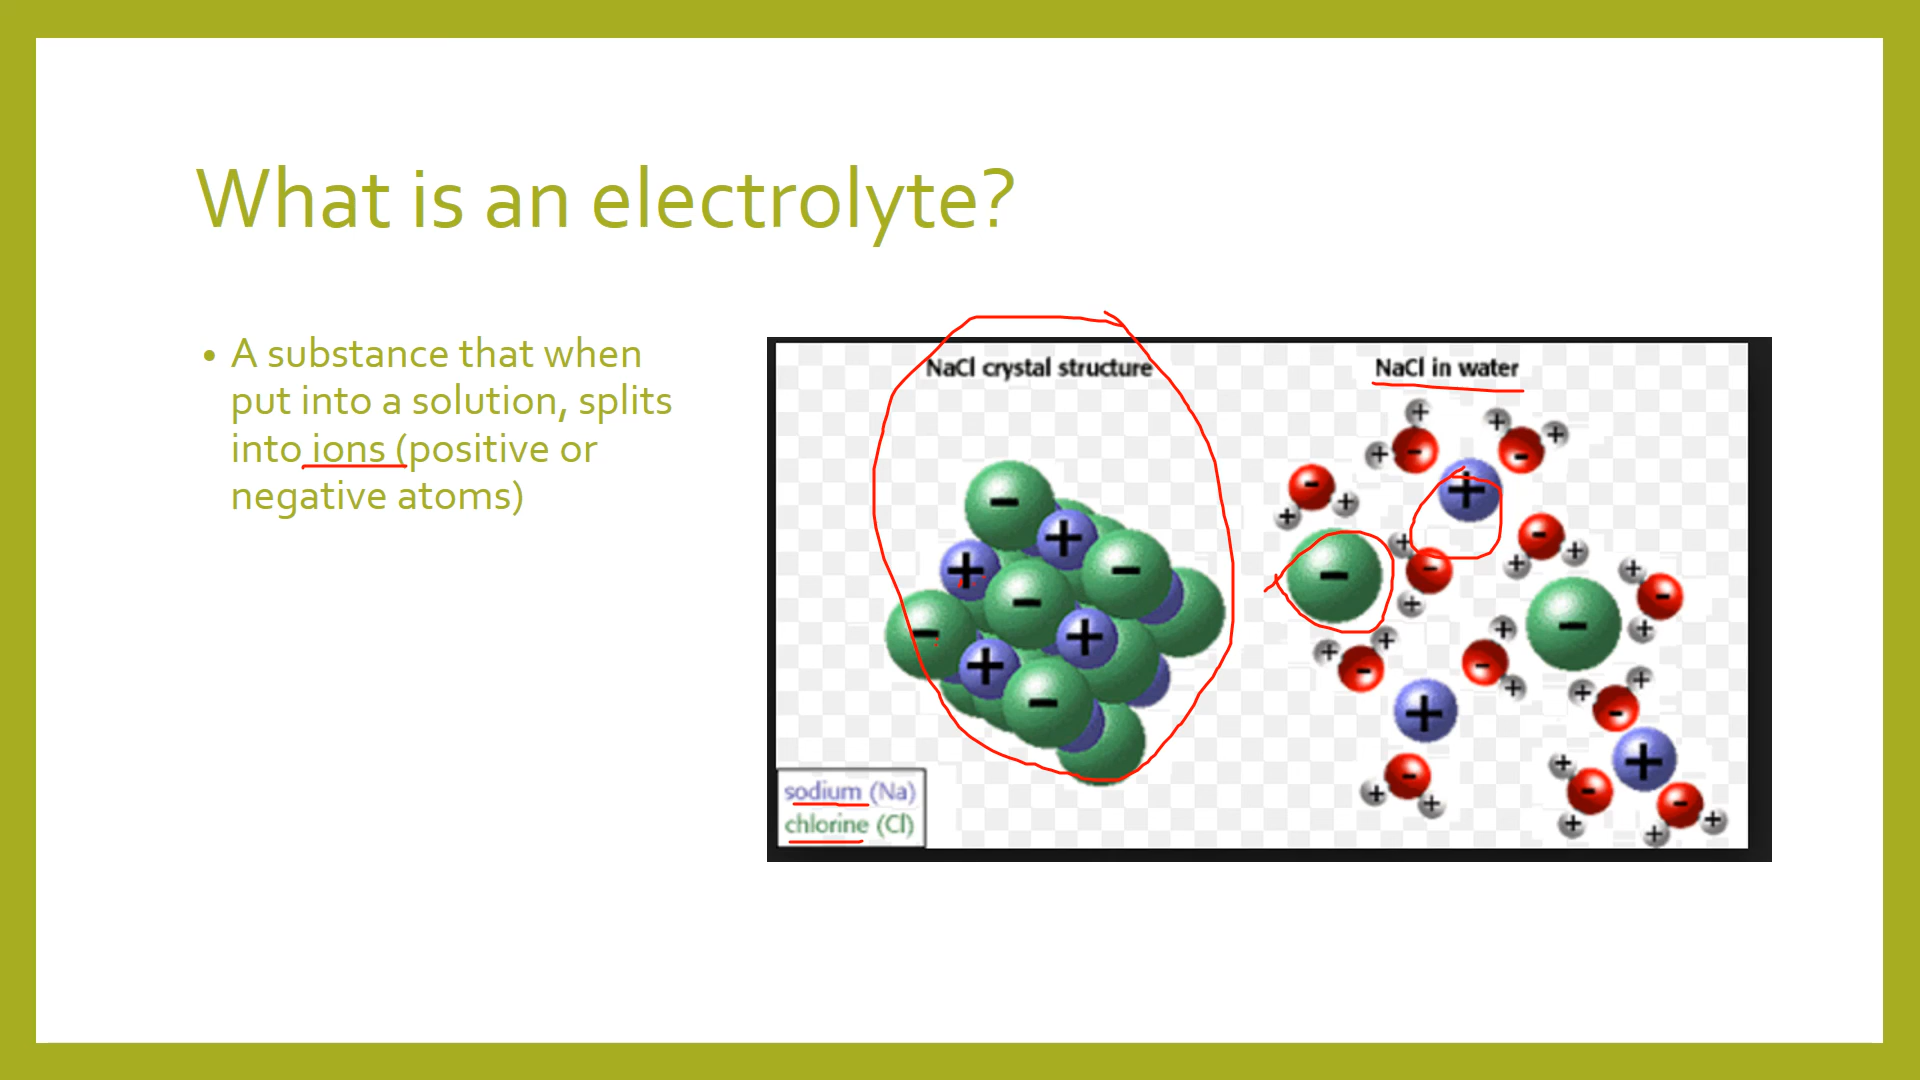 What is an electrolyte?
• A substance that when
put into a solution, splits
into ions (positive or
negative atoms)
NaCl crystal structure
NaCl in water
sodium (Na)
chlorine (Cl)